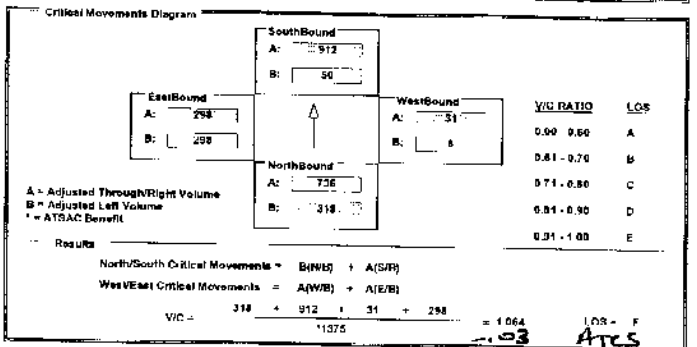 Critical Movements Diagram
SouthBound
A: 912
B: 50
EastBound
A: 298
B: 298
WestBound
A: 31
B: 8
NorthBound
A: 736
B: 318
V/C RATIO LOS
0.00 - 0.60 A
0.61 - 0.70 B
0.71 - 0.80 C
0.81 - 0.90 D
0.91 - 1.00 E
A = Adjusted Through/Right Volume
B = Adjusted Left Volume
* = ATSAC Benefit
Results
North/South Critical Movements = B(N/B) + A(S/B)
West/East Critical Movements = A(W/B) + A(E/B)
318 + 912 + 31 + 298
V/C = = 1.064 LOS = F
*1375
-.03 ATCS